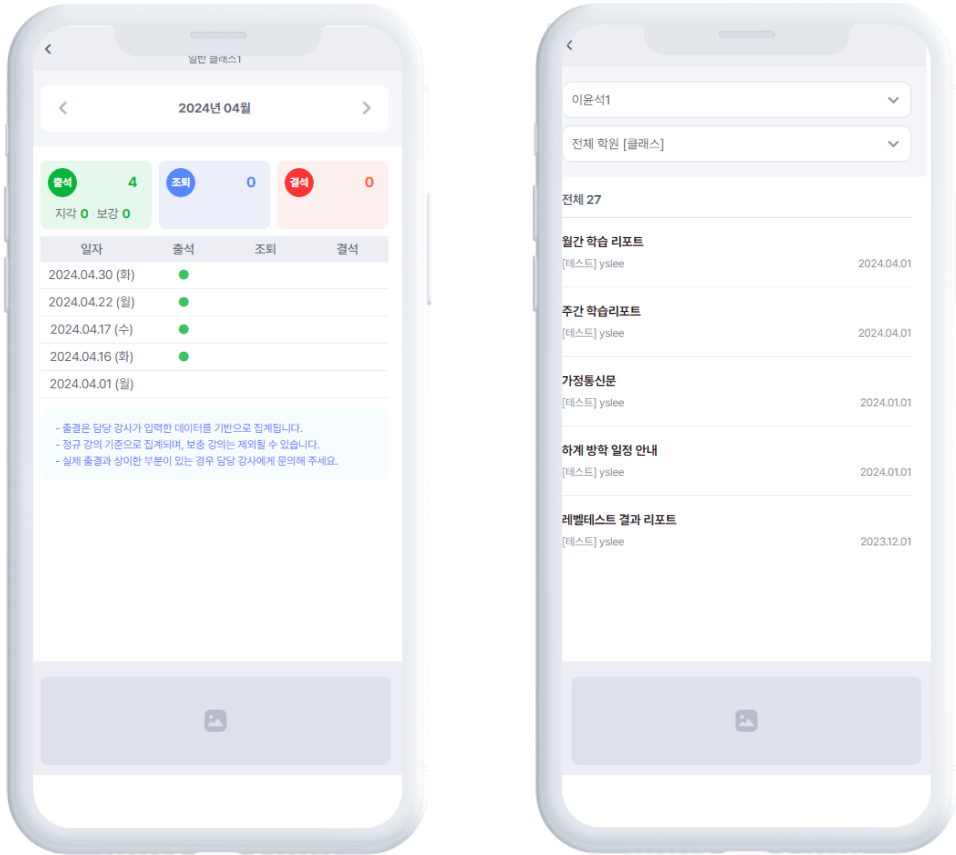 일반 클래스1
2024년 04월
출석 4
지각 0 보강 0
조퇴 0
결석 0
일자 출석 조퇴 결석
2024.04.30 (화)
2024.04.22 (월)
2024.04.17 (수)
2024.04.16 (화)
2024.04.01 (월)
- 출결은 담당 강사가 입력한 데이터를 기반으로 집계됩니다.
- 정규 강의 기준으로 집계되며, 보충 강의는 제외될 수 있습니다.
- 실제 출결과 상이한 부분이 있는 경우 담당 강사에게 문의해 주세요.
이윤석1
전체 학원 [클래스]
전체 27
월간 학습 리포트
[테스트] yslee 2024.04.01
주간 학습리포트
[테스트] yslee 2024.04.01
가정통신문
[테스트] yslee 2024.01.01
하계 방학 일정 안내
[테스트] yslee 2024.01.01
레벨테스트 결과 리포트
[테스트] yslee 2023.12.01